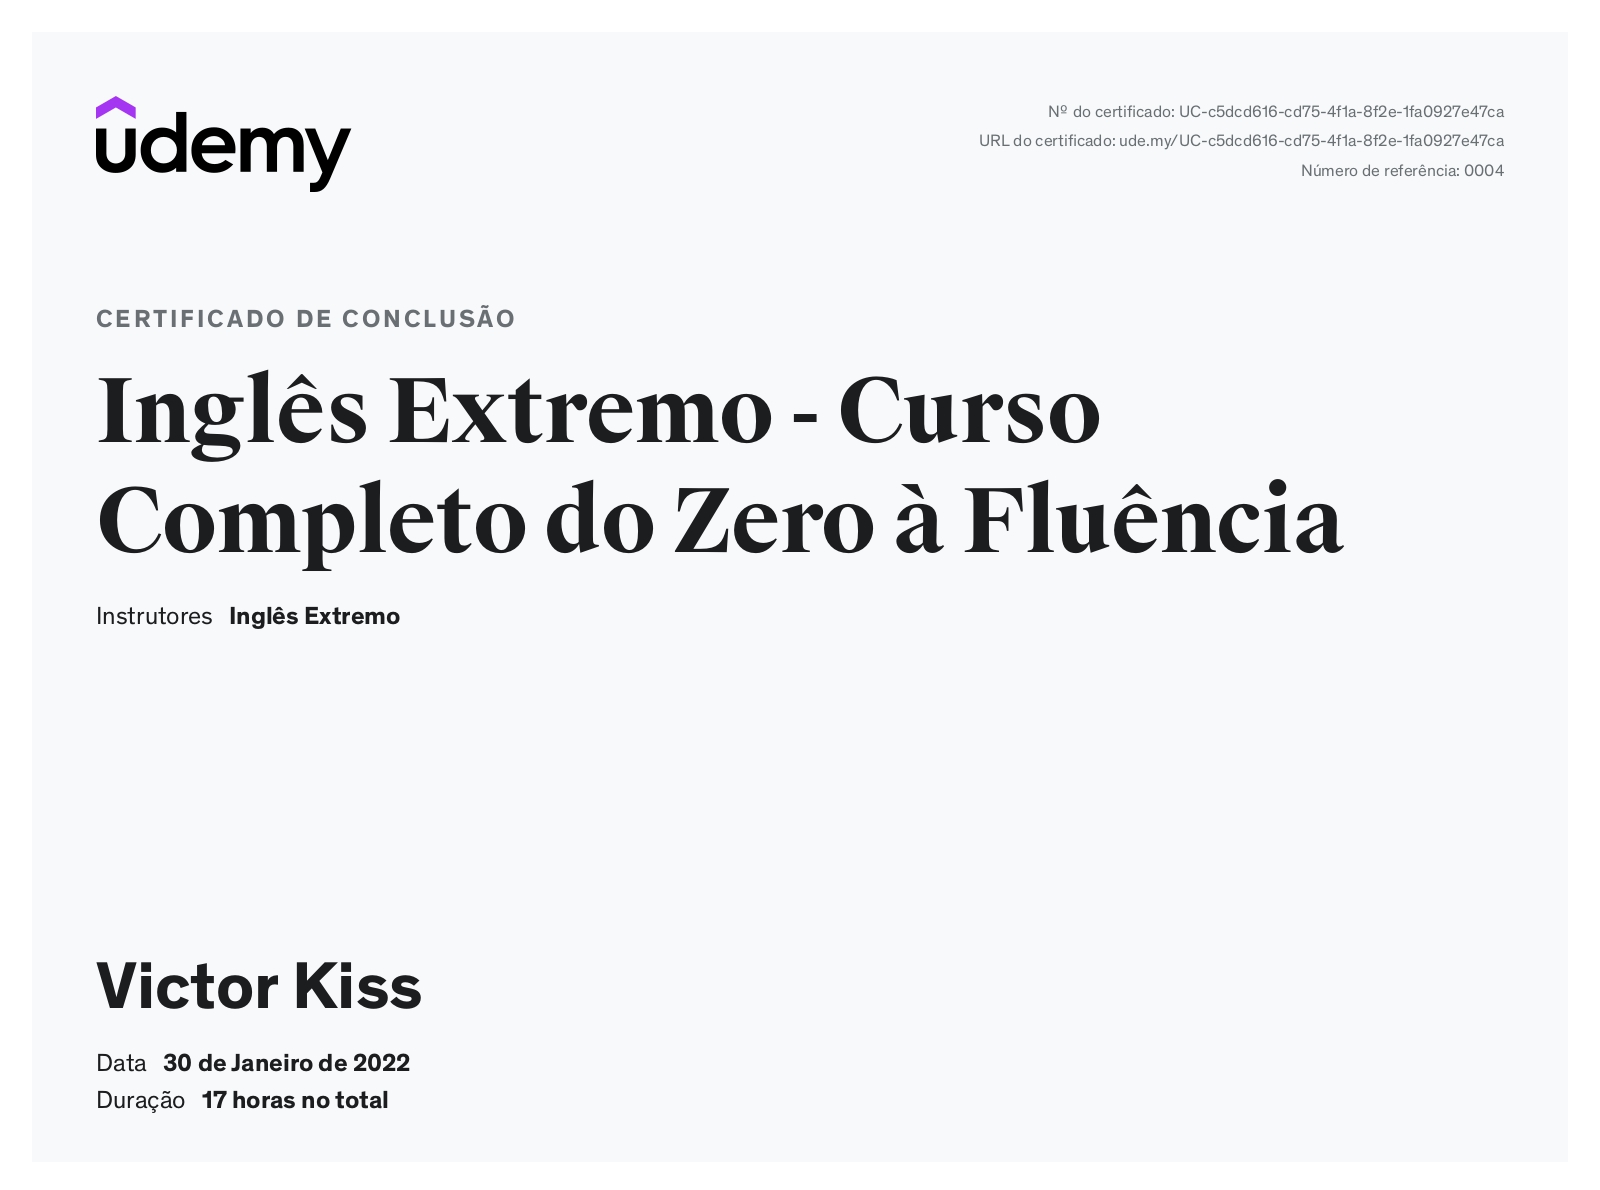 udemy
Nº do certificado: UC-c5dcd616-cd75-4f1a-8f2e-1fa0927e47ca
URL do certificado: ude.my/UC-c5dcd616-cd75-4f1a-8f2e-1fa0927e47ca
Número de referência: 0004
CERTIFICADO DE CONCLUSÃO
Inglês Extremo - Curso
Completo do Zero à Fluência
Instrutores Inglês Extremo
Victor Kiss
Data 30 de Janeiro de 2022
Duração 17 horas no total